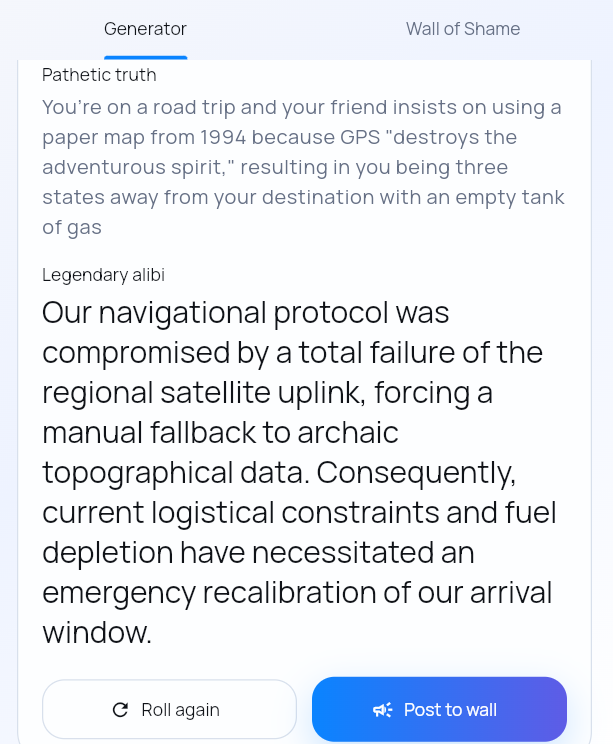 Generator
Wall of Shame
Pathetic truth
You're on a road trip and your friend insists on using a
paper map from 1994 because GPS "destroys the
adventurous spirit," resulting in you being three
states away from your destination with an empty tank
of gas
Legendary alibi
Our navigational protocol was
compromised by a total failure of the
regional satellite uplink, forcing a
manual fallback to archaic
topographical data. Consequently,
current logistical constraints and fuel
depletion have necessitated an
emergency recalibration of our arrival
window.
Roll again
Post to wall